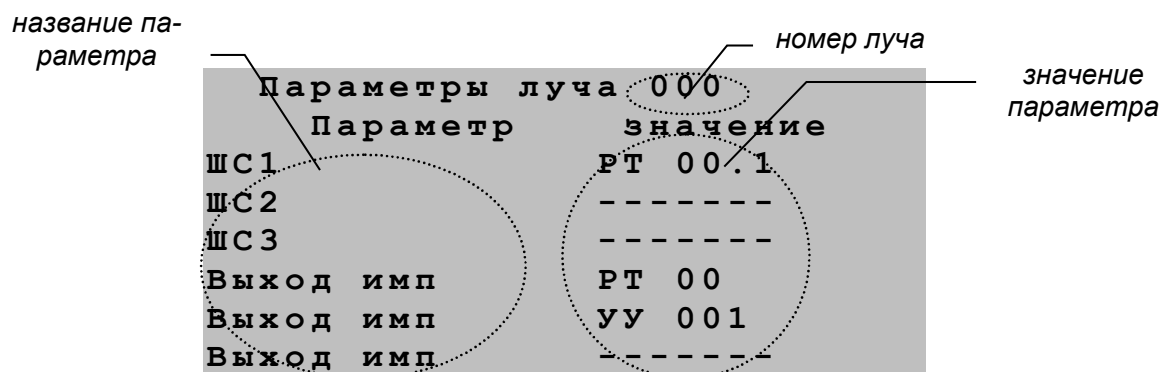 название па-
раметра
номер луча
значение
параметра
Параметры луча 000
Параметр значение
ШС1 РТ 00.1
ШС2 -------
ШС3 -------
Выход имп РТ 00
Выход имп УУ 001
Выход имп -------